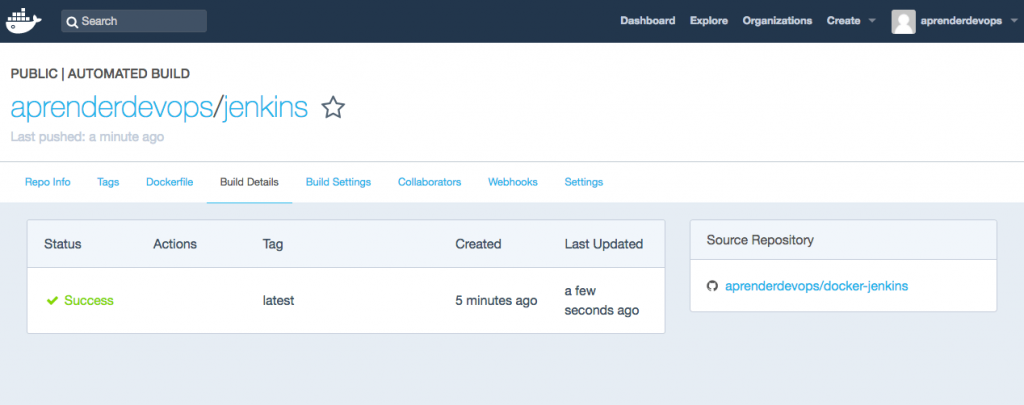 Search
Dashboard Explore Organizations Create aprenderdevops
PUBLIC | AUTOMATED BUILD
aprenderdevops/jenkins
Last pushed: a minute ago
Repo Info Tags Dockerfile Build Details Build Settings Collaborators Webhooks Settings
Status Actions Tag Created Last Updated
Success latest 5 minutes ago a few
seconds ago
Source Repository
aprenderdevops/docker-jenkins